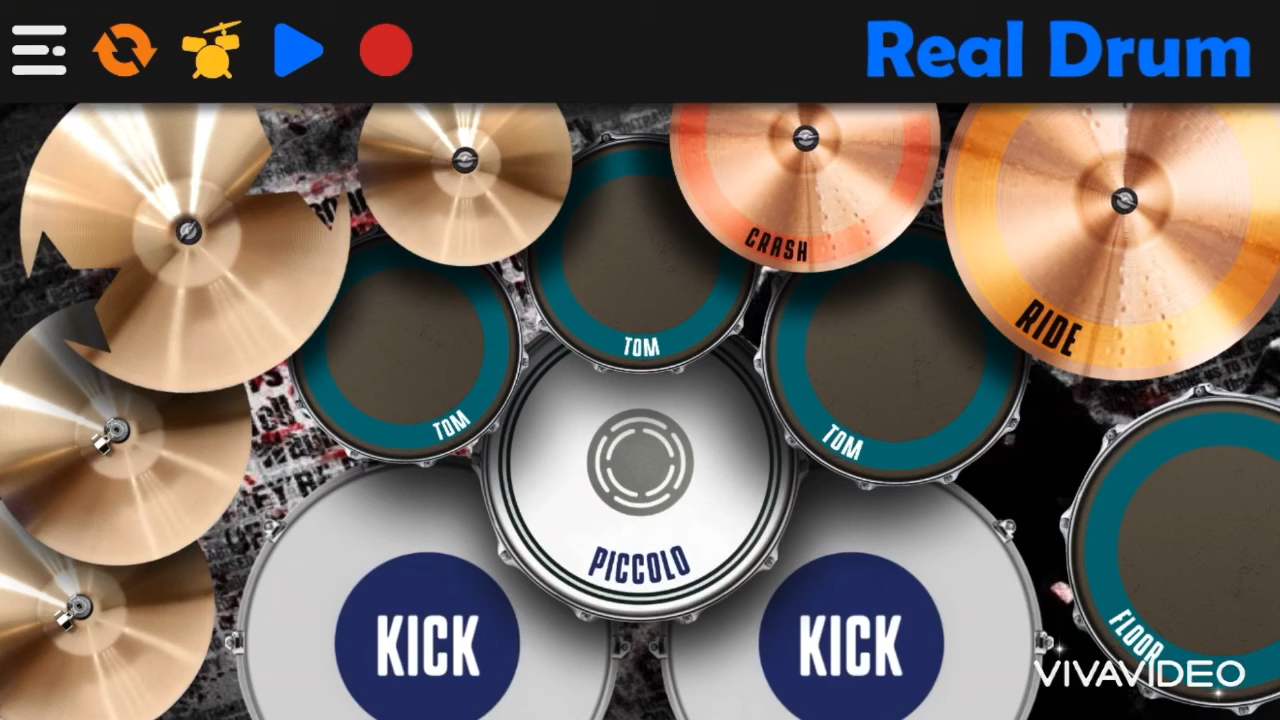 Real Drum
CRASH
RIDE
TOM
TOM
TOM
PICCOLO
KICK
KICK
FLOOR
VIVAVIDEO